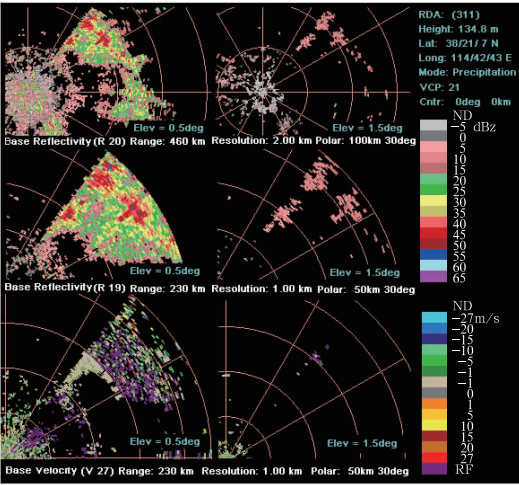 RDA: (311)
Height: 134.8 m
Lat: 38/21/ 7 N
Long: 114/42/43 E
Mode: Precipitation
VCP: 21
Cntr: 0deg 0km
Elev = 0.5deg
Elev = 1.5deg
Base Reflectivity (R 20) Range: 460 km Resolution: 2.00 km Polar: 100km 30deg
Elev = 0.5deg
Elev = 1.5deg
Base Reflectivity (R 19) Range: 230 km Resolution: 1.00 km Polar: 50km 30deg
Elev = 0.5deg
Elev = 1.5deg
Base Velocity (V 27) Range: 230 km Resolution: 1.00 km Polar: 50km 30deg
ND
−5 dBz
0
5
10
15
20
25
30
35
40
45
50
55
60
65
ND
−27m/s
−20
−15
−10
−5
−1
−1
0
1
5
10
15
20
27
RF